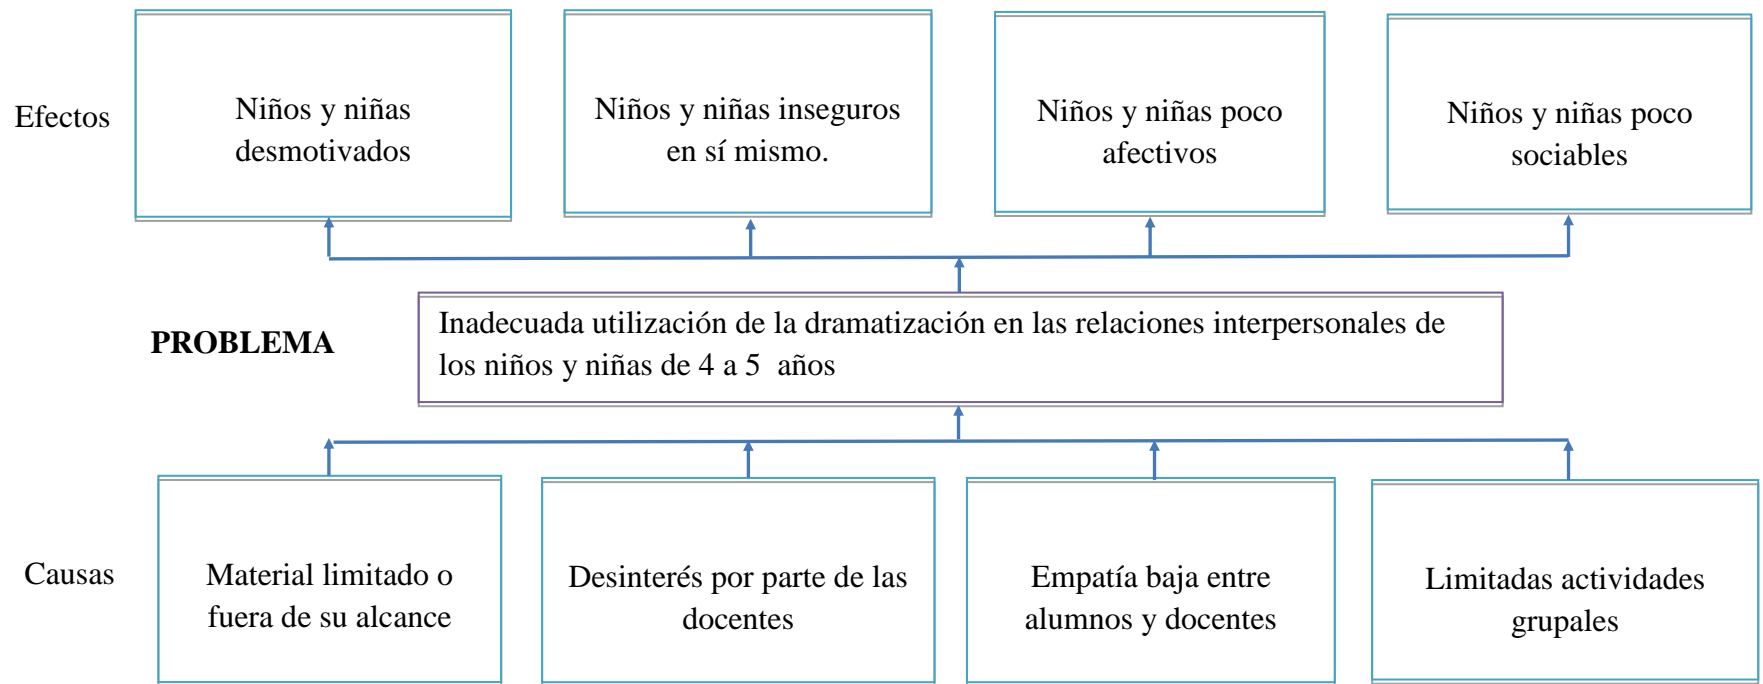 Efectos
Niños y niñas
desmotivados
Niños y niñas inseguros
en sí mismo.
Niños y niñas poco
afectivos
Niños y niñas poco
sociables
PROBLEMA
Inadecuada utilización de la dramatización en las relaciones interpersonales de
los niños y niñas de 4 a 5  años
Causas
Material limitado o
fuera de su alcance
Desinterés por parte de las
docentes
Empatía baja entre
alumnos y docentes
Limitadas actividades
grupales